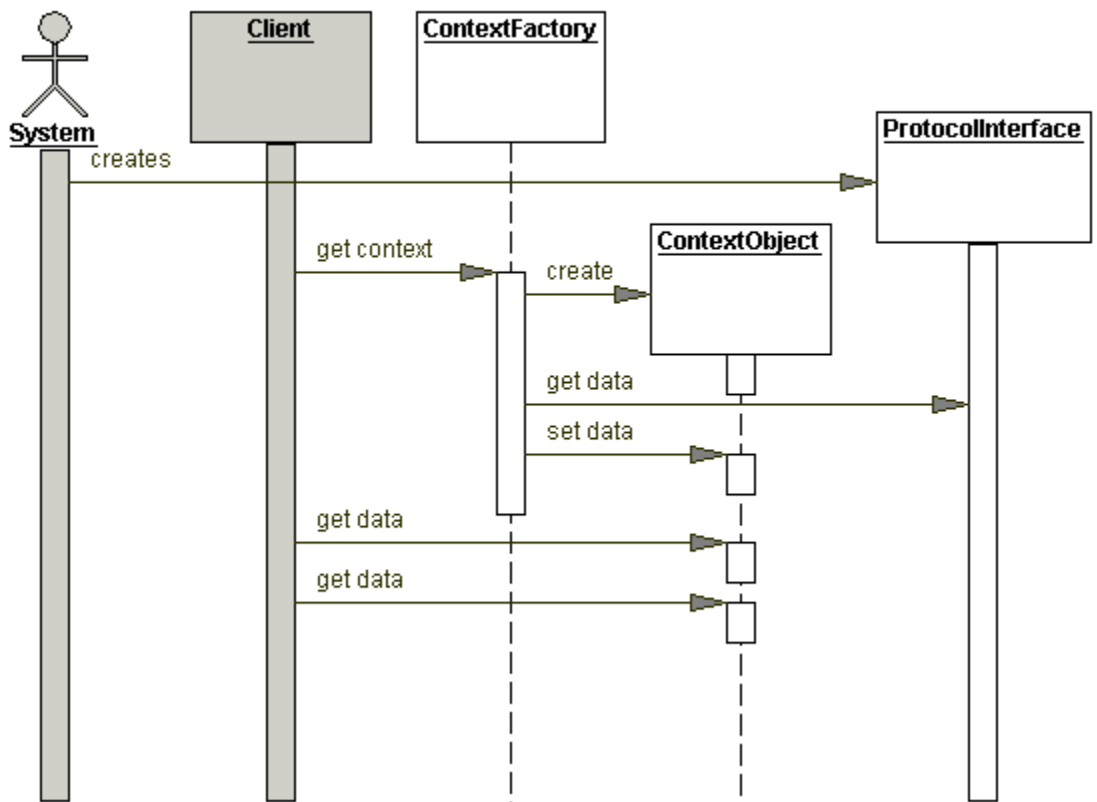 Client
ContextFactory
System
ProtocolInterface
creates
ContextObject
get context
create
get data
set data
get data
get data